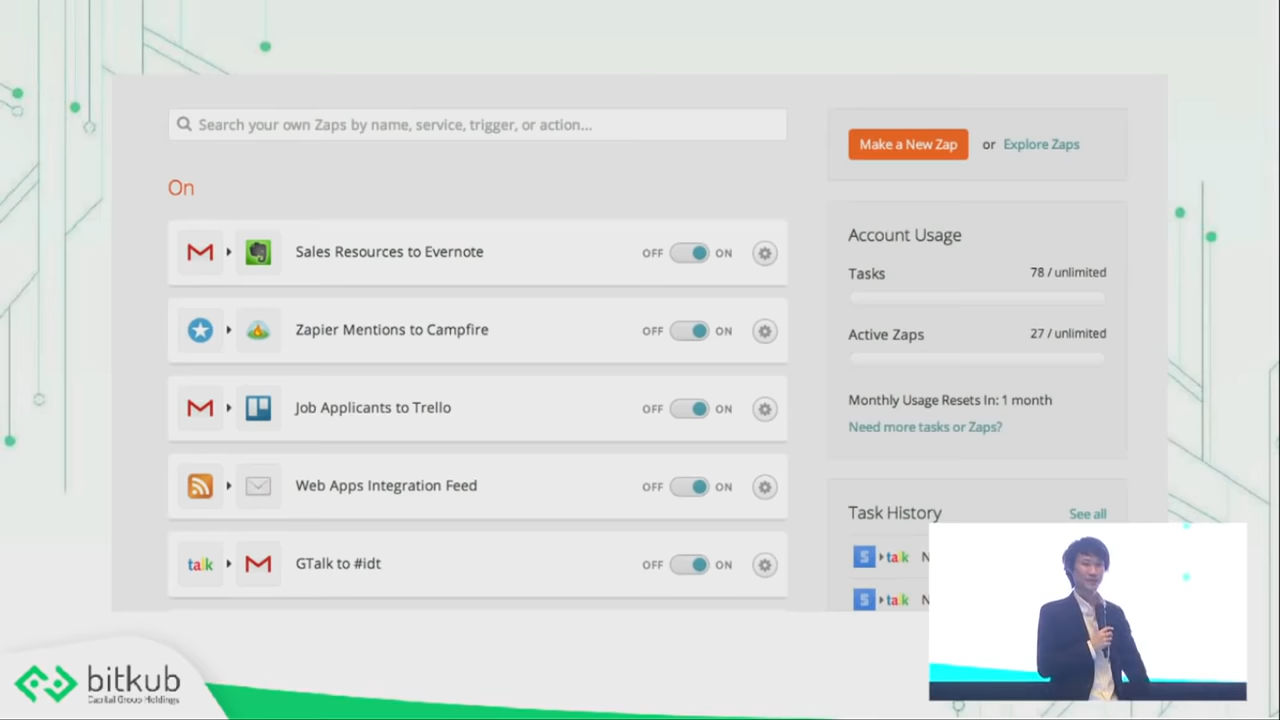 Search your own Zaps by name, service, trigger, or action...
Make a New Zap or Explore Zaps
On
Sales Resources to Evernote OFF ON
Zapier Mentions to Campfire OFF ON
Job Applicants to Trello OFF ON
Web Apps Integration Feed OFF ON
talk GTalk to #idt OFF ON
Account Usage
Tasks 78 / unlimited
Active Zaps 27 / unlimited
Monthly Usage Resets In: 1 month
Need more tasks or Zaps?
Task History See all
S talk N
S talk N
bitkub
Capital Group Holdings